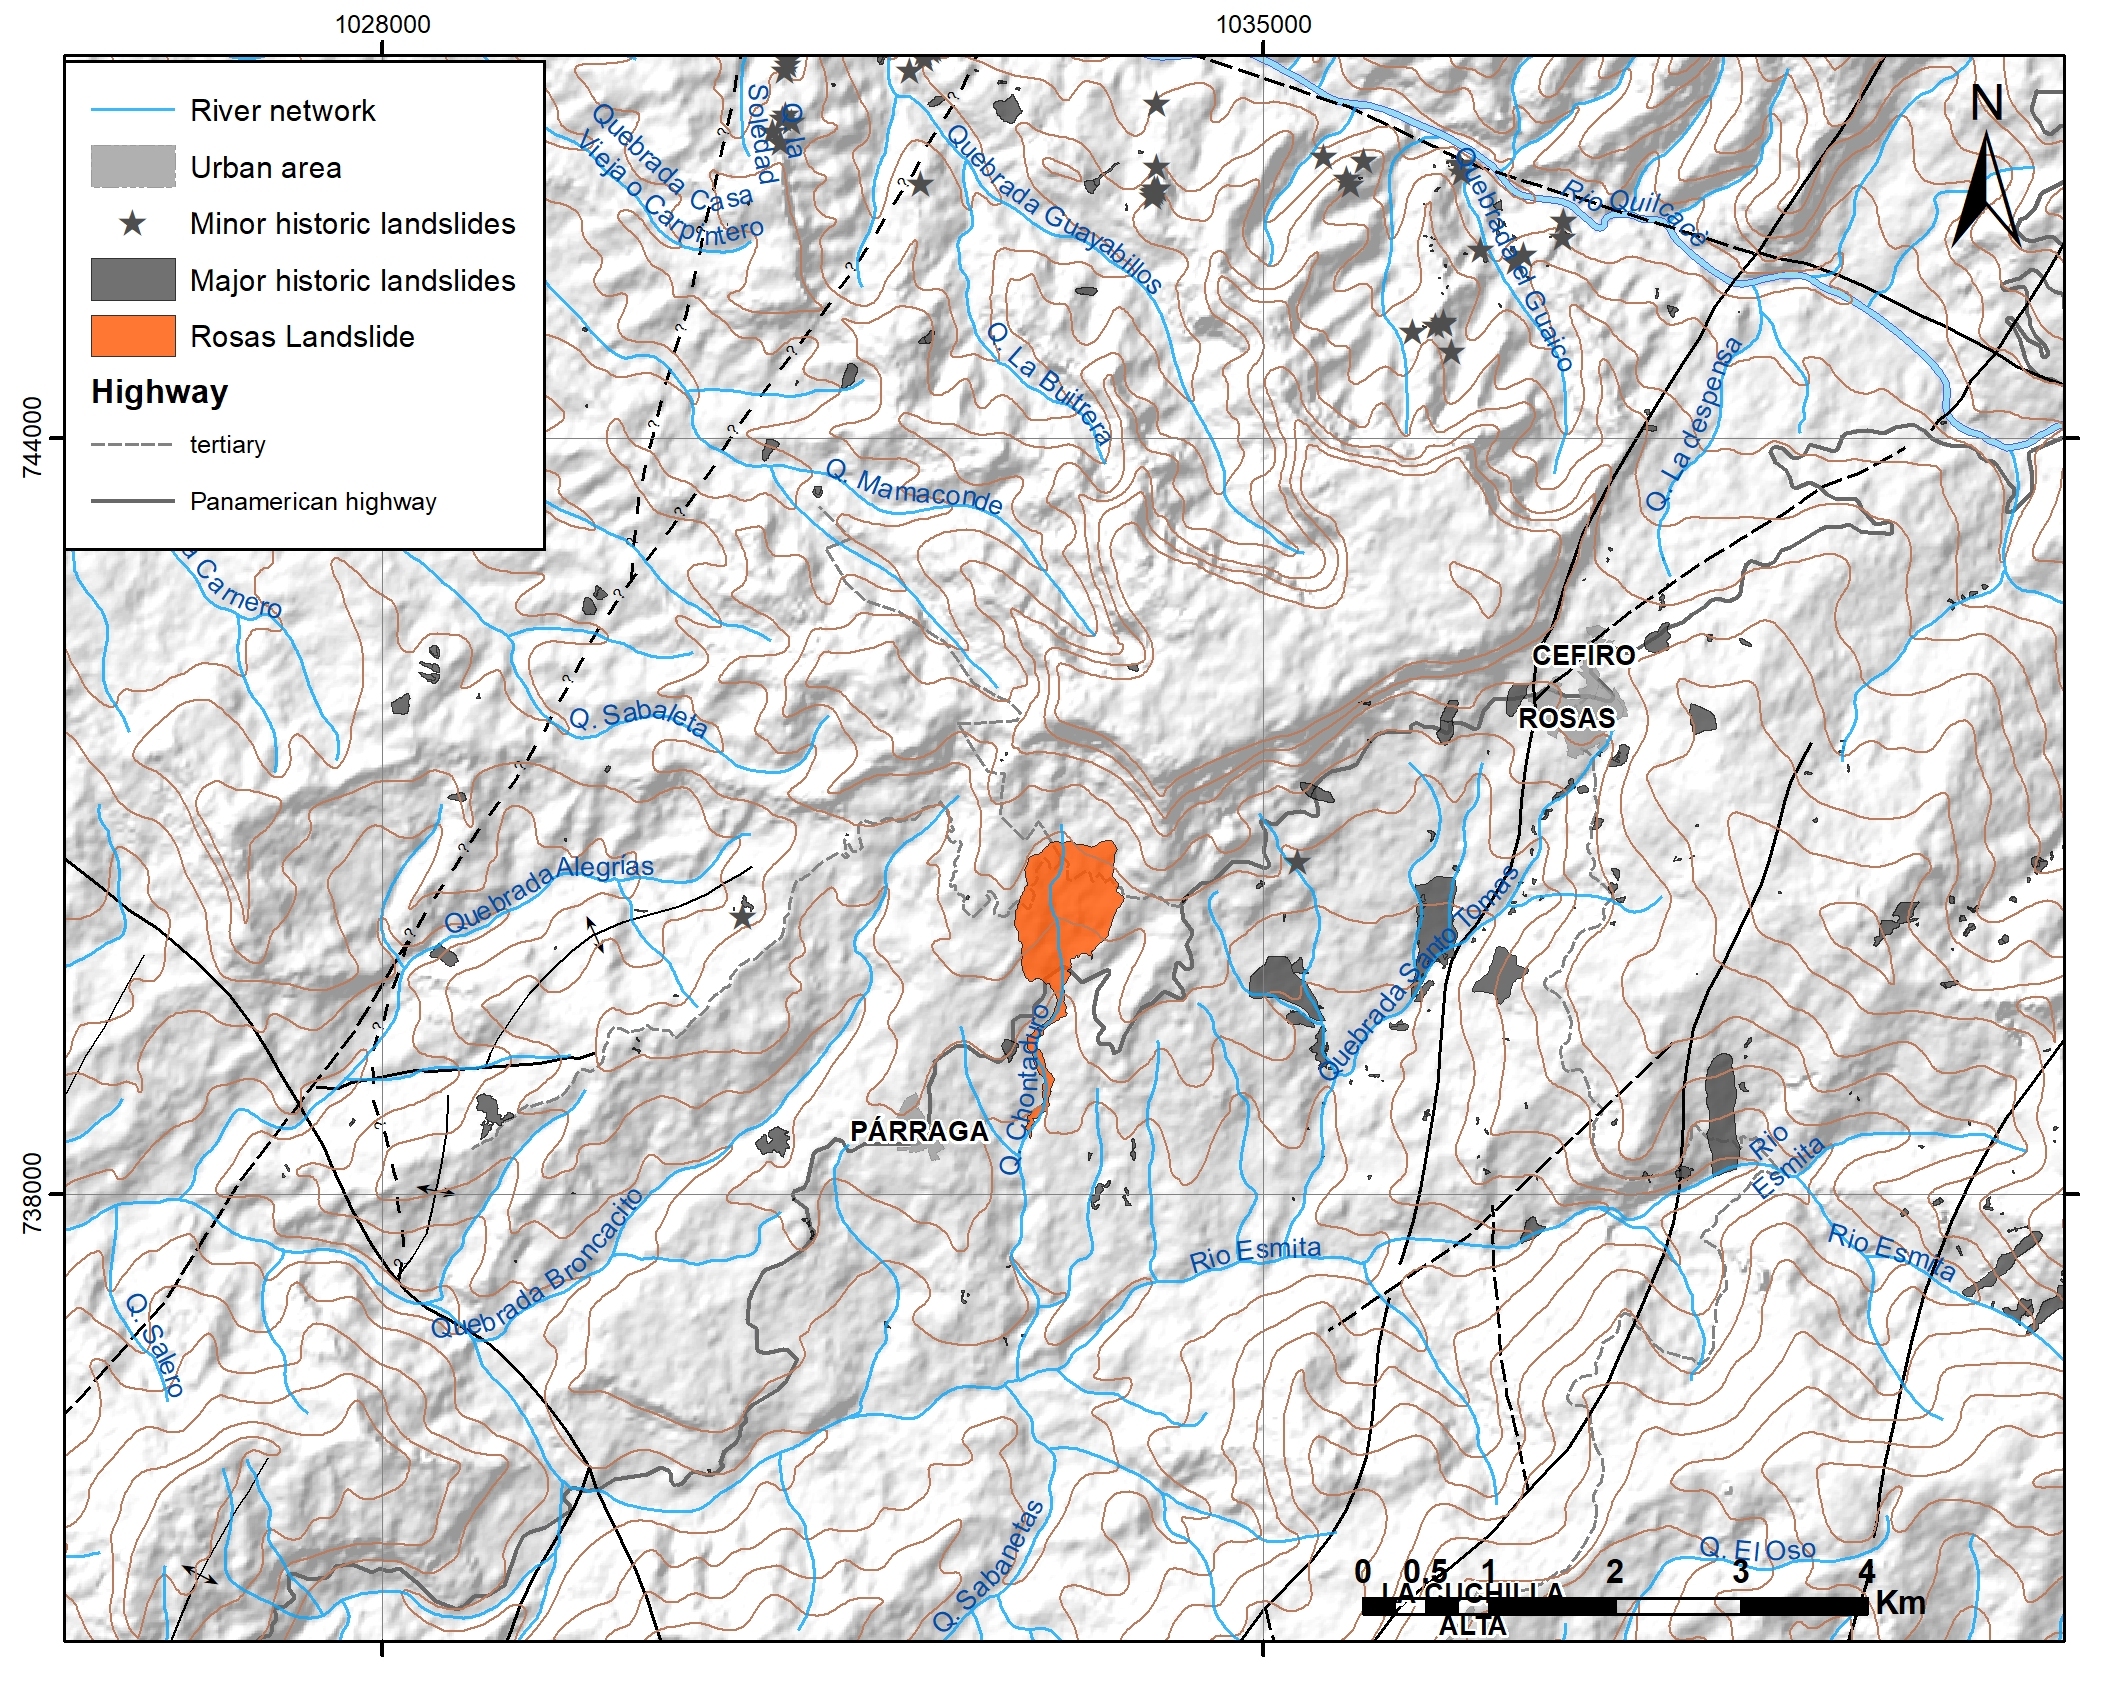 1028000
1035000
744000
738000
River network
Urban area
Minor historic landslides
Major historic landslides
Rosas Landslide
Highway
tertiary
Panamerican highway
N
Soledad
Q. la
Quebrada Casa
Vieja o Carpintero
Quebrada Guayabillos
Q. La Buitrera
Q. Mamaconde
Quebrada el Guaico
Rio Quilcacé
Q. La despensa
a Carnero
Q. Sabaleta
CEFIRO
ROSAS
Quebrada Alegrias
Quebrada Santo Tomas
Q. Chontaduro
PÁRRAGA
Rio
Esmita
Rio Esmita
Rio Esmita
Quebrada Broncacito
Q. Salero
Q. Sabanetas
Q. El Oso
0 0,5 1 2 3 4
Km
LA CUCHILLA
ALTA
? ? ? ? ? ? ? ? ? ? ? ? ? ? ? ? ? ? ?